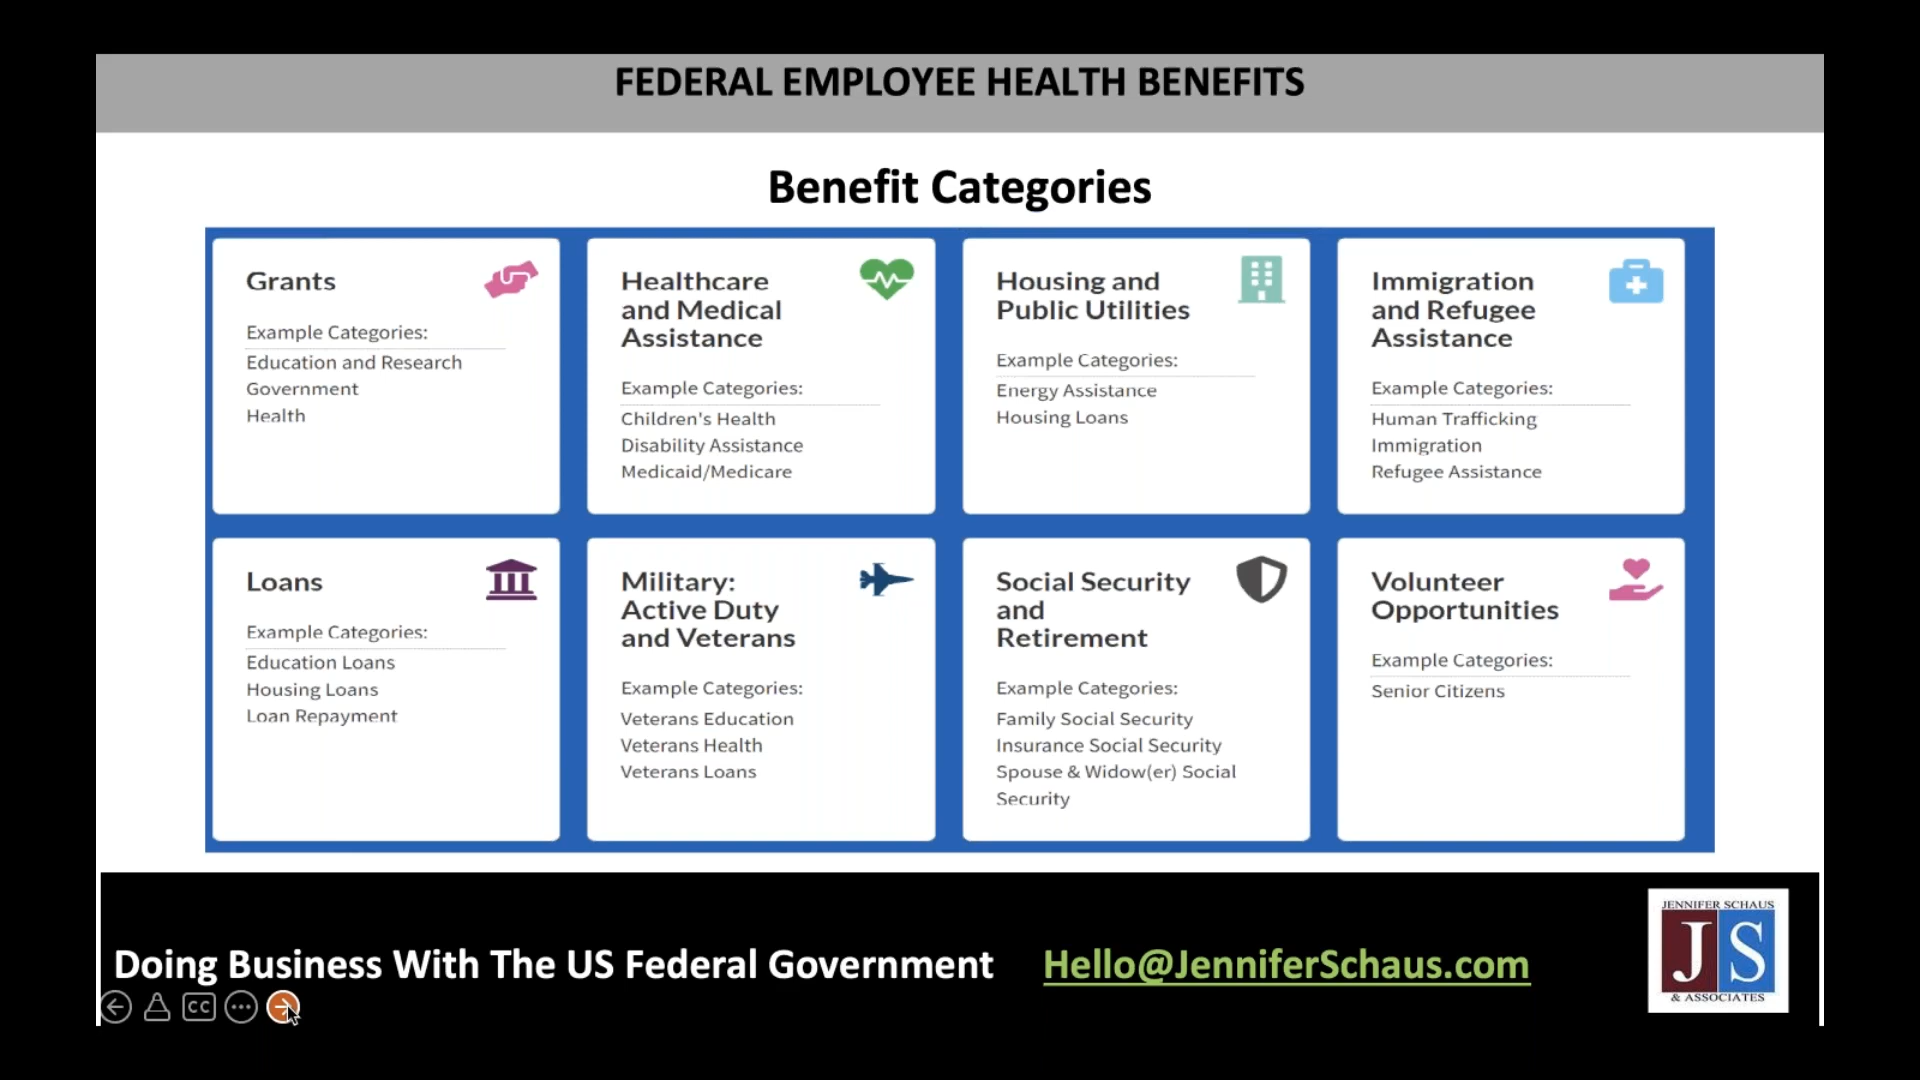 FEDERAL EMPLOYEE HEALTH BENEFITS
Benefit Categories
Grants
Example Categories:
Education and Research
Government
Health
Healthcare
and Medical
Assistance
Example Categories:
Children's Health
Disability Assistance
Medicaid/Medicare
Housing and
Public Utilities
Example Categories:
Energy Assistance
Housing Loans
Immigration
and Refugee
Assistance
Example Categories:
Human Trafficking
Immigration
Refugee Assistance
Loans
Example Categories:
Education Loans
Housing Loans
Loan Repayment
Military:
Active Duty
and Veterans
Example Categories:
Veterans Education
Veterans Health
Veterans Loans
Social Security
and
Retirement
Example Categories:
Family Social Security
Insurance Social Security
Spouse & Widow(er) Social
Security
Volunteer
Opportunities
Example Categories:
Senior Citizens
Doing Business With The US Federal Government
Hello@JenniferSchaus.com
JENNIFER SCHAUS
JS
& ASSOCIATES
CC